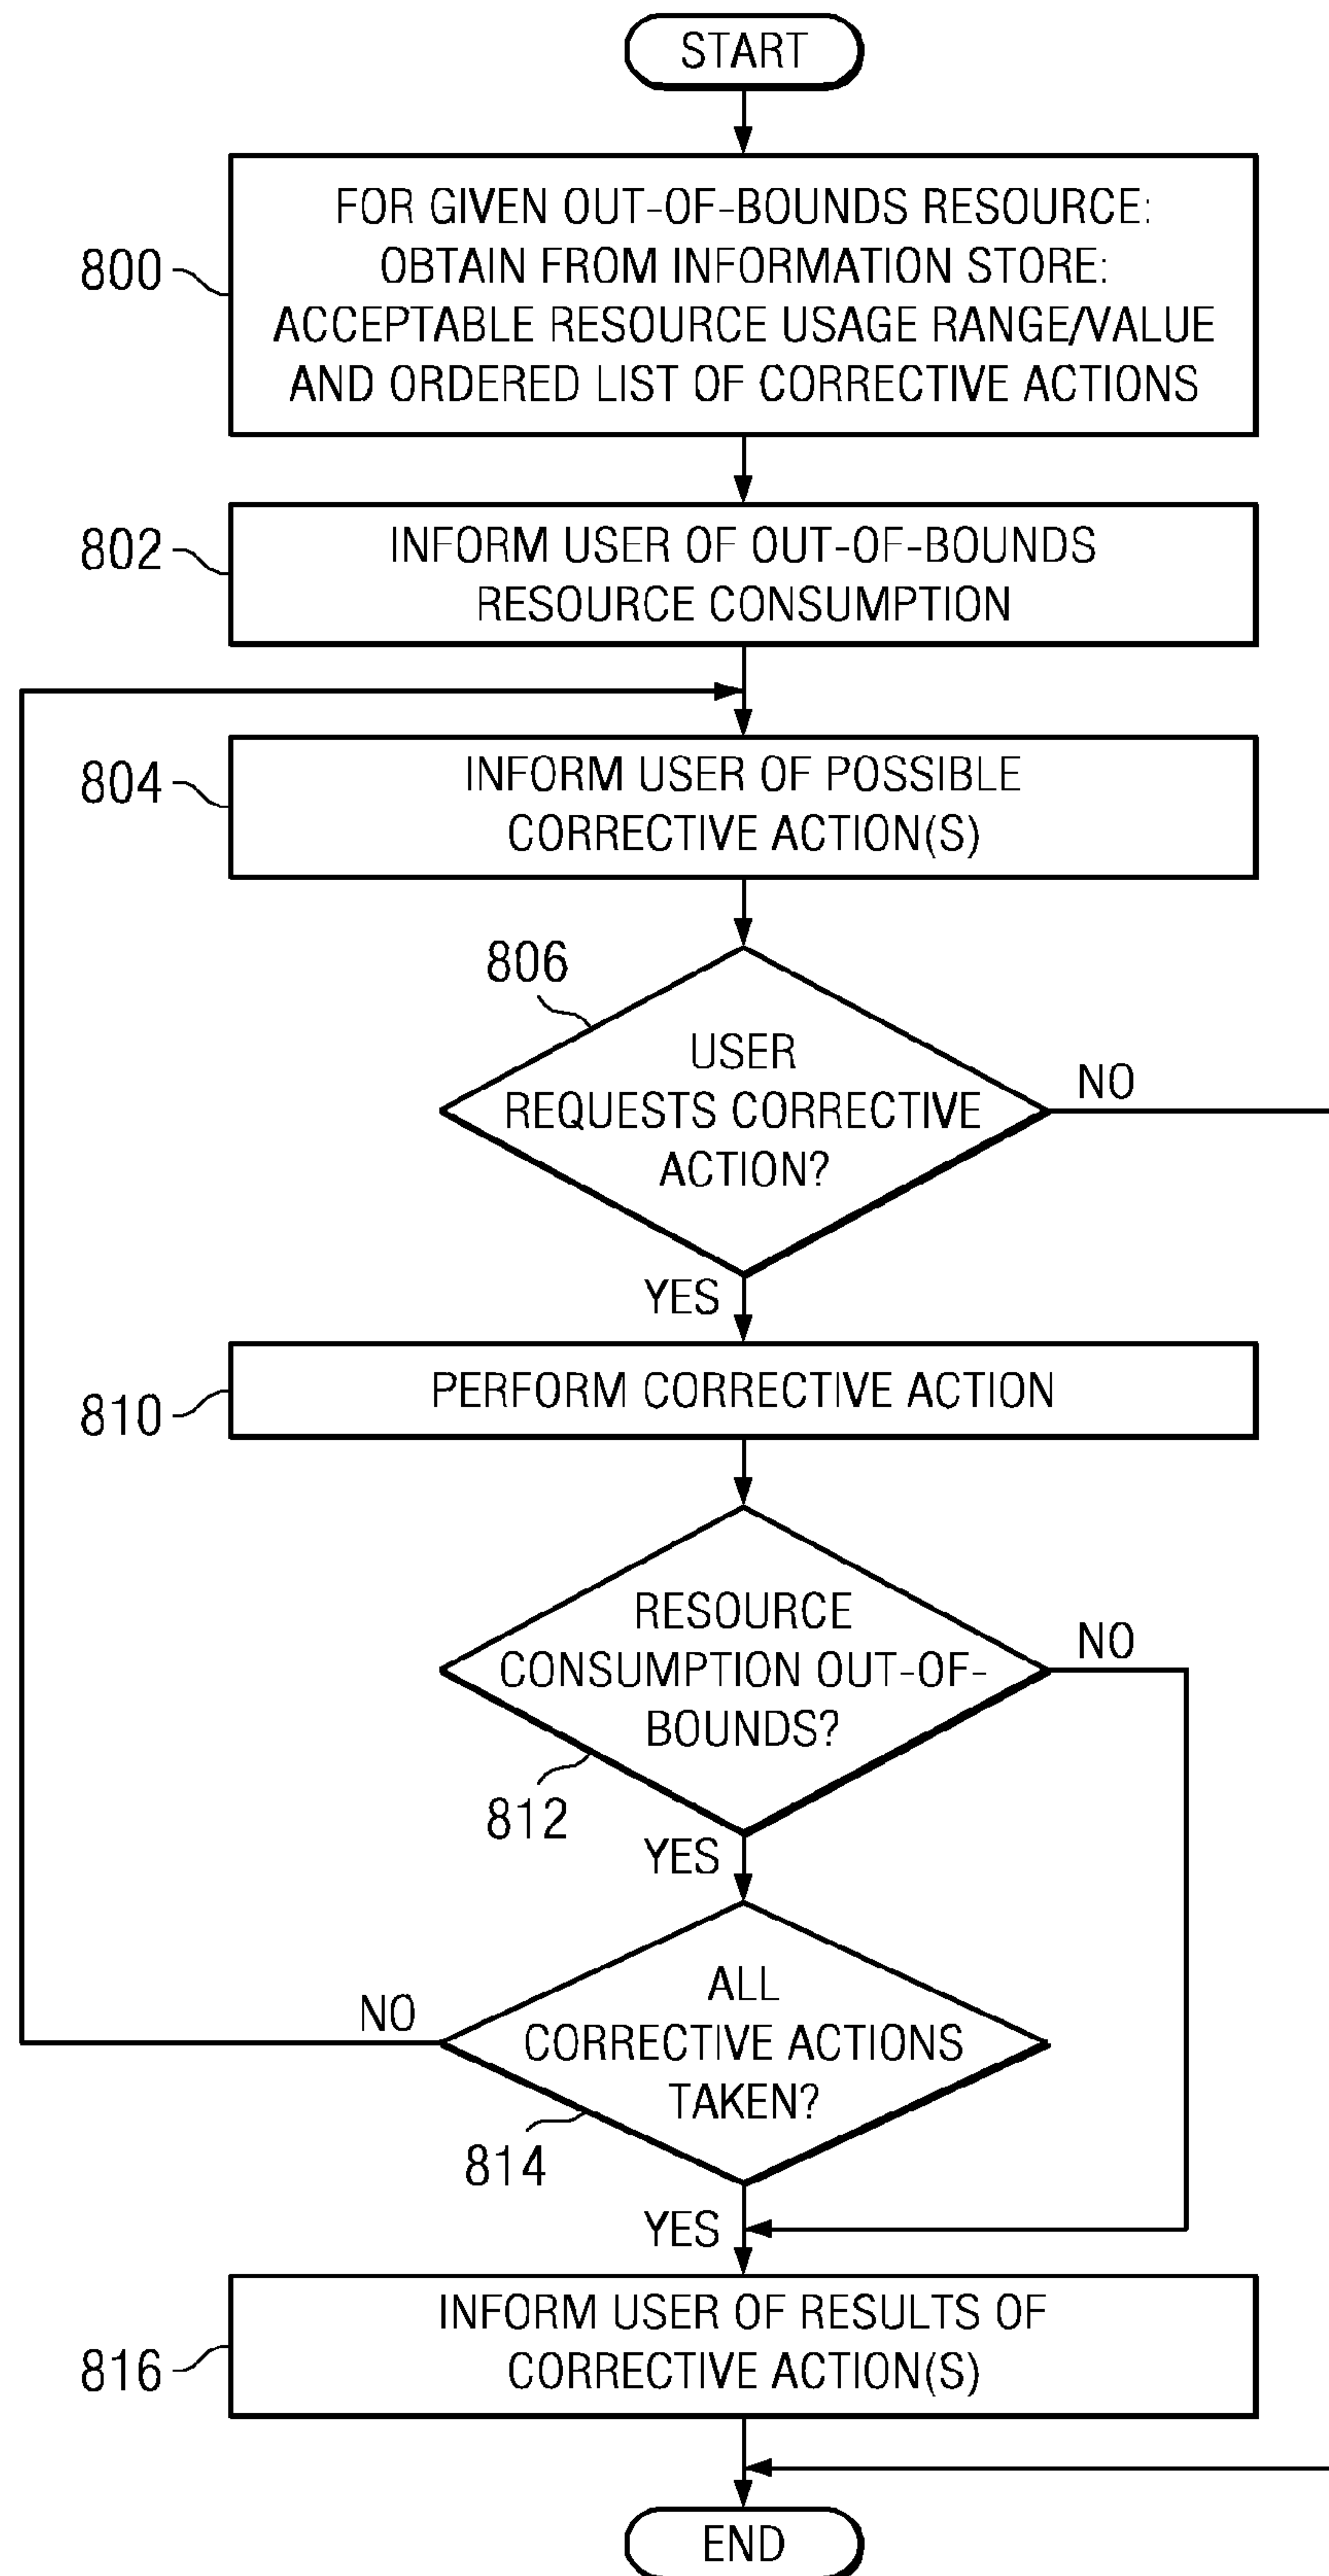 START
FOR GIVEN OUT-OF-BOUNDS RESOURCE:
OBTAIN FROM INFORMATION STORE:
ACCEPTABLE RESOURCE USAGE RANGE/VALUE
AND ORDERED LIST OF CORRECTIVE ACTIONS
800
INFORM USER OF OUT-OF-BOUNDS
RESOURCE CONSUMPTION
802
INFORM USER OF POSSIBLE
CORRECTIVE ACTION(S)
804
806
USER
REQUESTS CORRECTIVE
ACTION?
NO
YES
PERFORM CORRECTIVE ACTION
810
RESOURCE
CONSUMPTION OUT-OF-
BOUNDS?
NO
812
YES
ALL
CORRECTIVE ACTIONS
TAKEN?
NO
814
YES
INFORM USER OF RESULTS OF
CORRECTIVE ACTION(S)
816
END